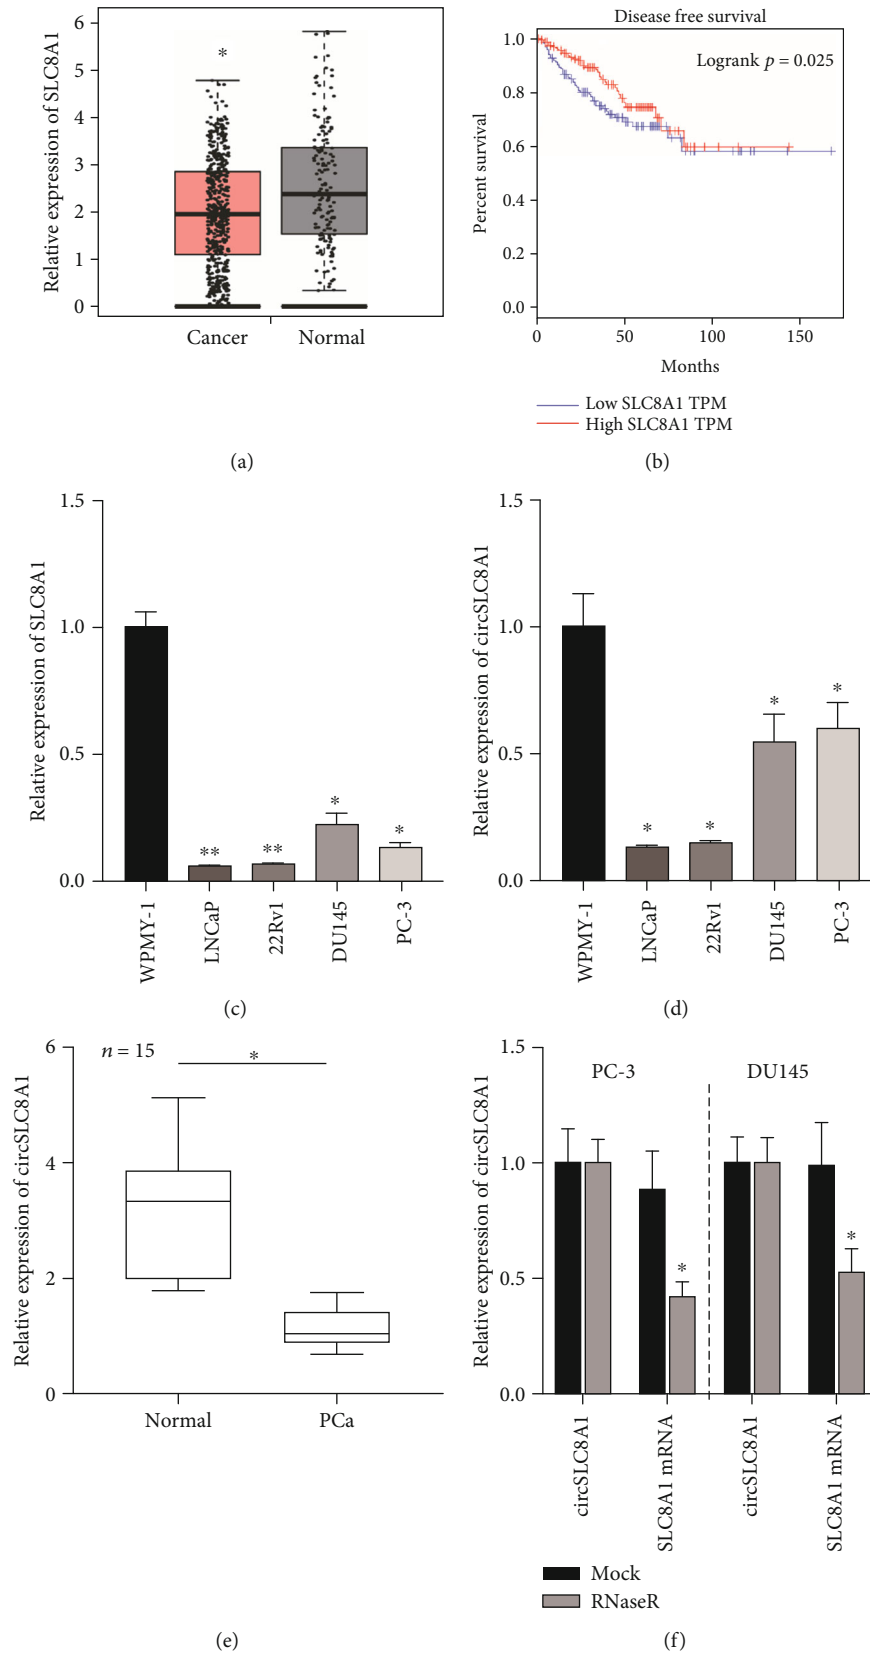 Relative expression of SLC8A1
6
5
4
3
2
1
0
*
Cancer
Normal
(a)
Disease free survival
Logrank p = 0.025
Percent survival
1.0
0.8
0.6
0.4
0.2
0.0
0
50
100
150
Months
Low SLC8A1 TPM
High SLC8A1 TPM
(b)
Relative expression of SLC8A1
1.5
1.0
0.5
0.0
**
**
*
*
WPMY-1
LNCaP
22Rv1
DU145
PC-3
(c)
Relative expression of circSLC8A1
1.5
1.0
0.5
0.0
*
*
*
*
WPMY-1
LNCaP
22Rv1
DU145
PC-3
(d)
Relative expression of circSLC8A1
6
4
2
0
n = 15
*
Normal
PCa
(e)
Relative expression of circSLC8A1
1.5
1.0
0.5
0.0
PC-3
DU145
*
*
circSLC8A1
SLC8A1 mRNA
circSLC8A1
SLC8A1 mRNA
Mock
RNaseR
(f)